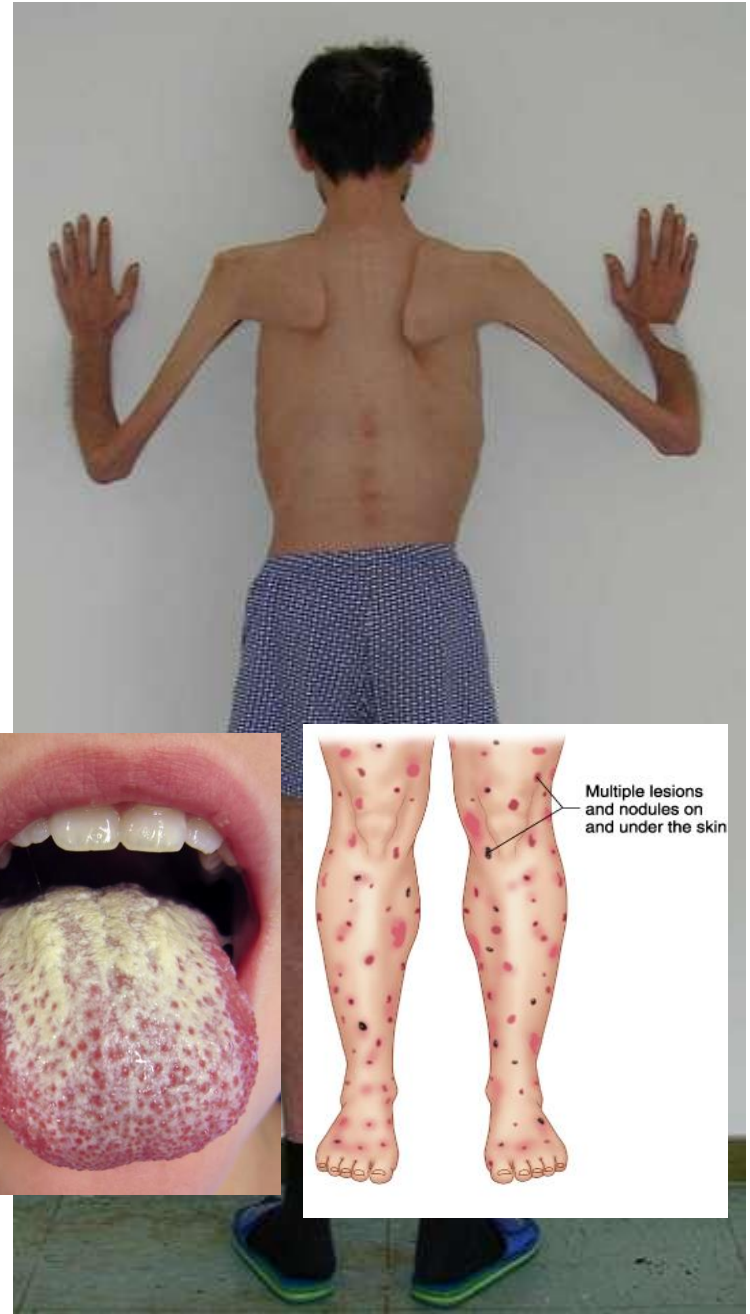 Multiple lesions
and nodules on
and under the skin